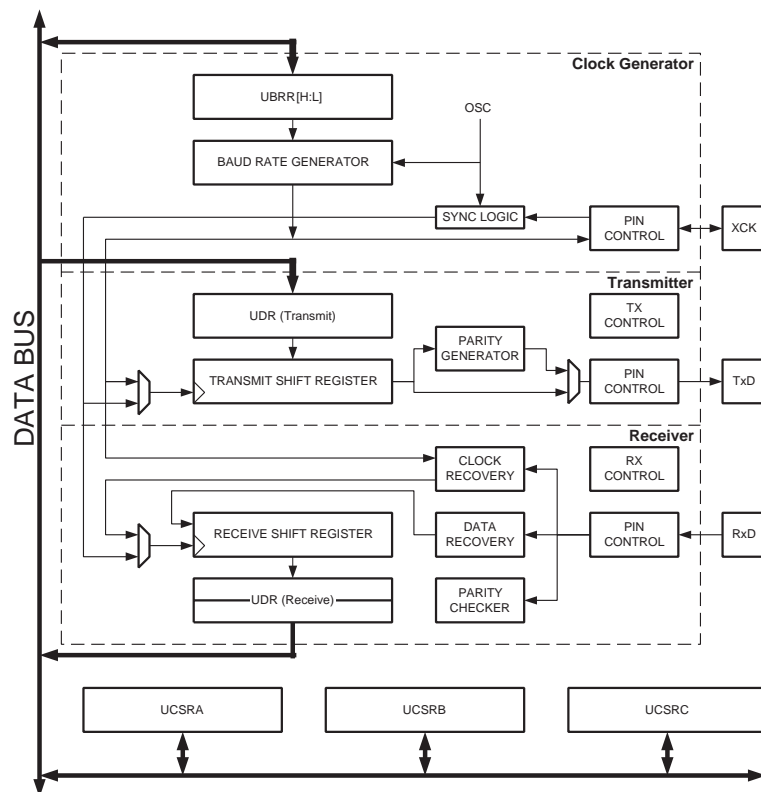 Clock Generator
UBRR[H:L]
OSC
BAUD RATE GENERATOR
SYNC LOGIC
PIN
CONTROL
XCK
Transmitter
UDR (Transmit)
TX
CONTROL
PARITY
GENERATOR
TRANSMIT SHIFT REGISTER
PIN
CONTROL
TxD
DATA BUS
Receiver
CLOCK
RECOVERY
RX
CONTROL
RECEIVE SHIFT REGISTER
DATA
RECOVERY
PIN
CONTROL
RxD
UDR (Receive)
PARITY
CHECKER
UCSRA
UCSRB
UCSRC